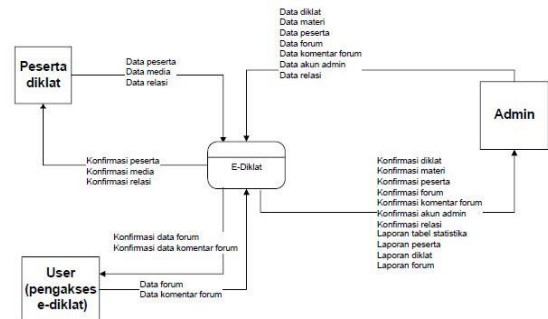 Data diklat
Data materi
Data peserta
Data forum
Data komentar forum
Data akun admin
Data relasi
Peserta
diklat
Data peserta
Data media
Data relasi
Admin
E-Diklat
Konfirmasi peserta
Konfirmasi media
Konfirmasi relasi
Konfirmasi diklat
Konfirmasi materi
Konfirmasi peserta
Konfirmasi forum
Konfirmasi komentar forum
Konfirmasi akun admin
Konfirmasi relasi
Laporan tabel statistika
Laporan peserta
Laporan diklat
Laporan forum
Konfirmasi data forum
Konfirmasi data komentar forum
User
(pengakses
e-diklat)
Data forum
Data komentar forum